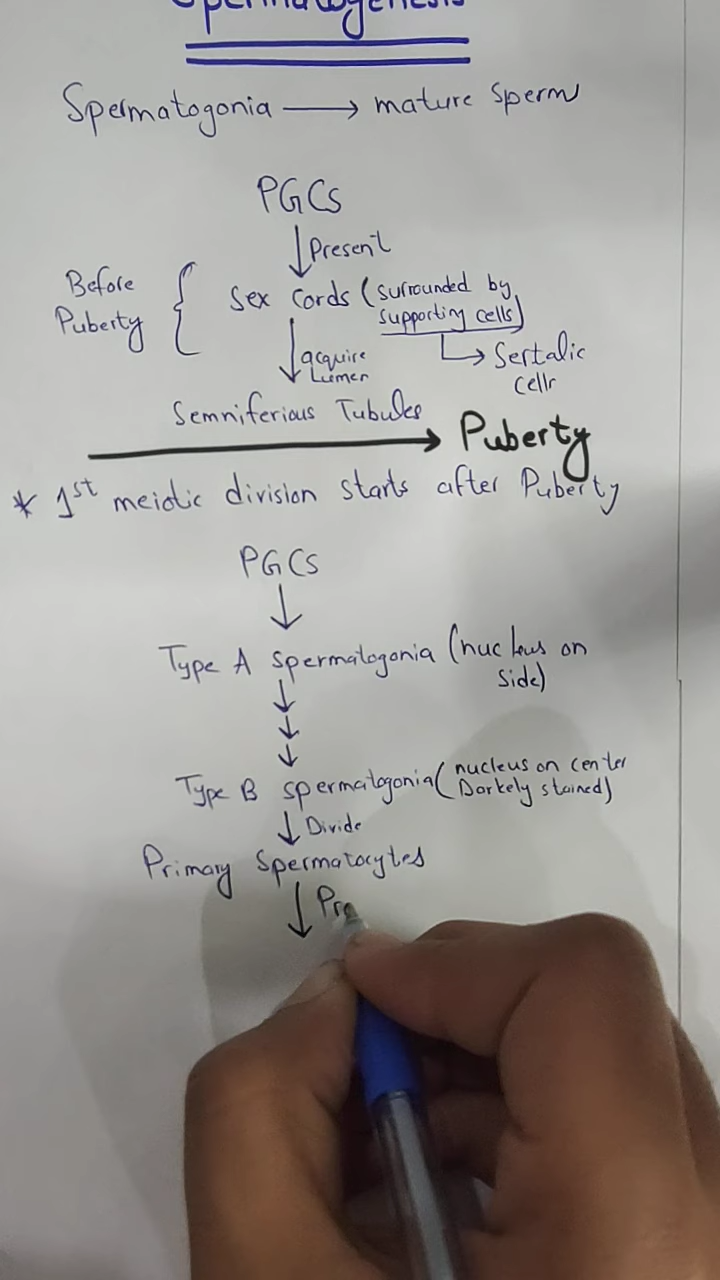 Spermatogenesis
Spermatogonia → mature Sperm
PGCs
↓ Present
Before Puberty { Sex Cords (surrounded by
supporting cells)
↓ acquire Lumen
↳ Sertalic
cells
Semniferious Tubules
→ Puberty
* 1st meiotic division starts after Puberty
PGCs
↓
Type A spermatogonia (nucleus on
side)
↓
↓
↓
Type B spermatogonia (nucleus on center
Darkely stained)
↓ Divide
Primary Spermatocytes
↓ Pro